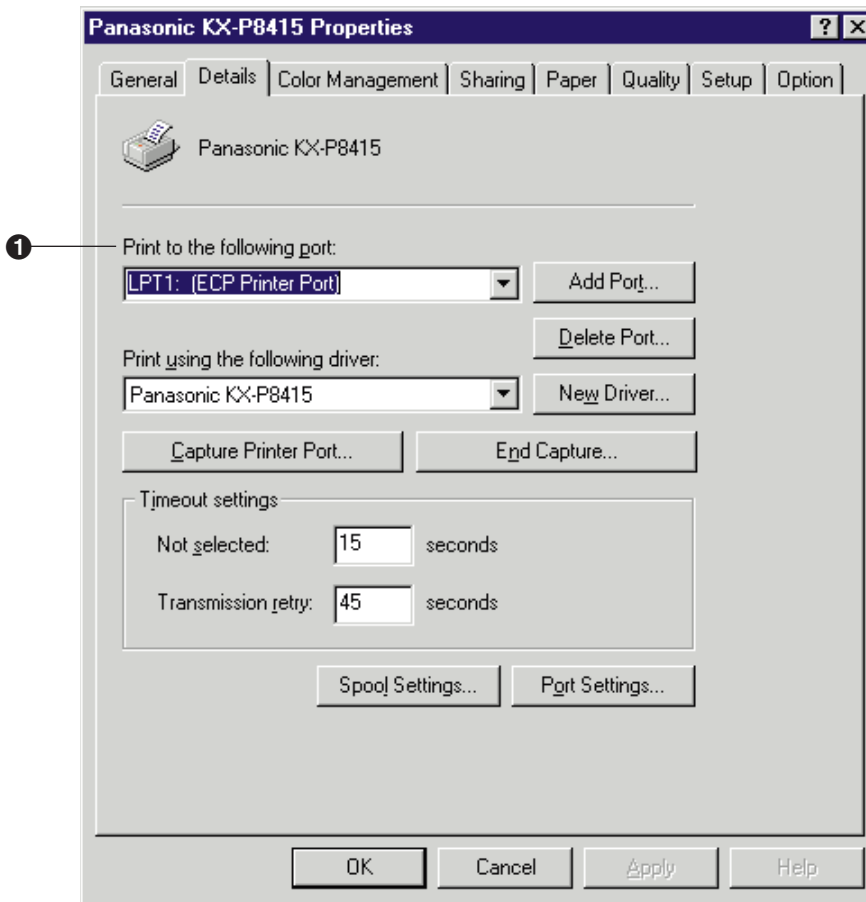 Panasonic KX-P8415 Properties ? X
General Details Color Management Sharing Paper Quality Setup Option
Panasonic KX-P8415
❶ Print to the following port:
LPT1: (ECP Printer Port) Add Port...
Delete Port...
Print using the following driver:
Panasonic KX-P8415 New Driver...
Capture Printer Port... End Capture...
Timeout settings
Not selected: 15 seconds
Transmission retry: 45 seconds
Spool Settings... Port Settings...
OK Cancel Apply Help